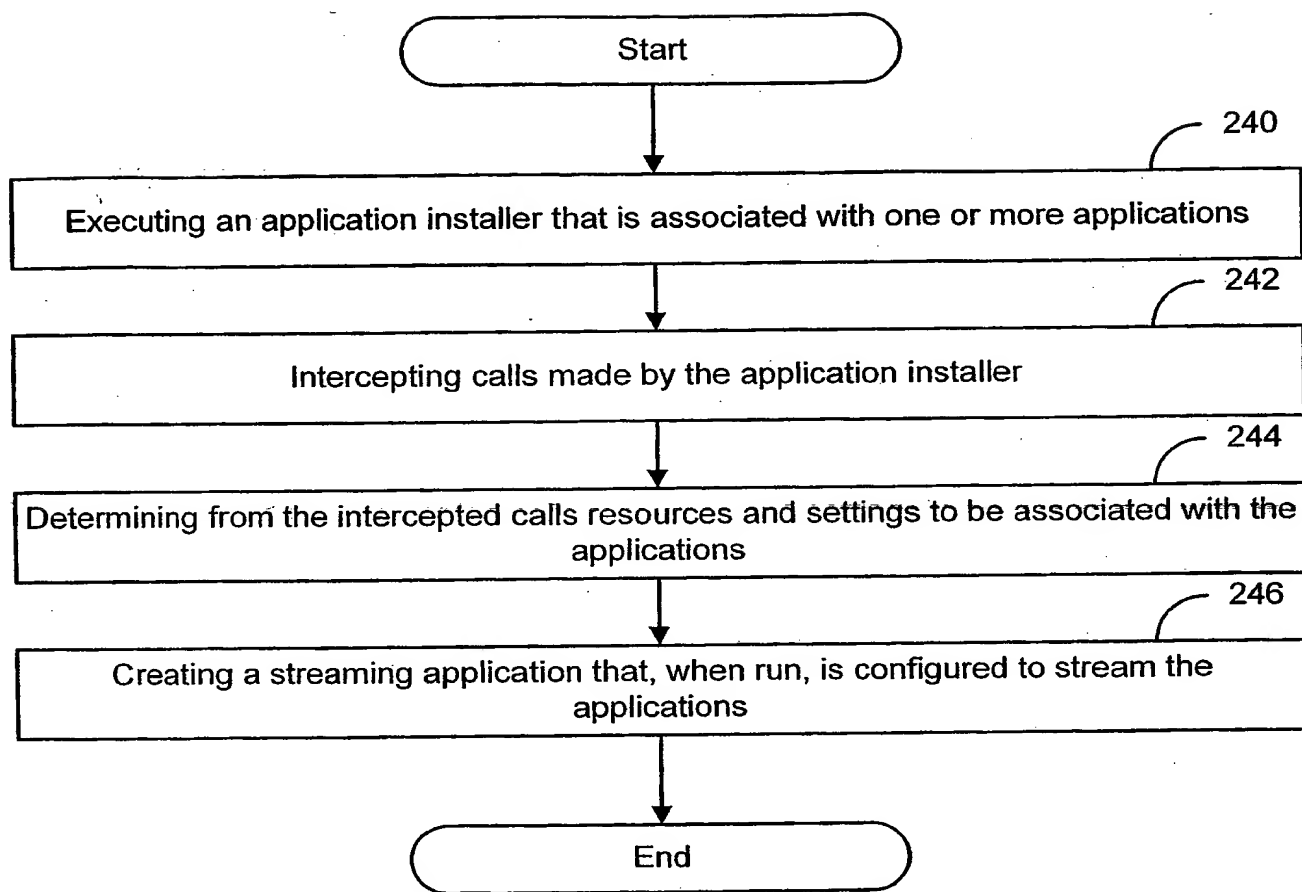 Start
240
Executing an application installer that is associated with one or more applications
242
Intercepting calls made by the application installer
244
Determining from the intercepted calls resources and settings to be associated with the
applications
246
Creating a streaming application that, when run, is configured to stream the
applications
End